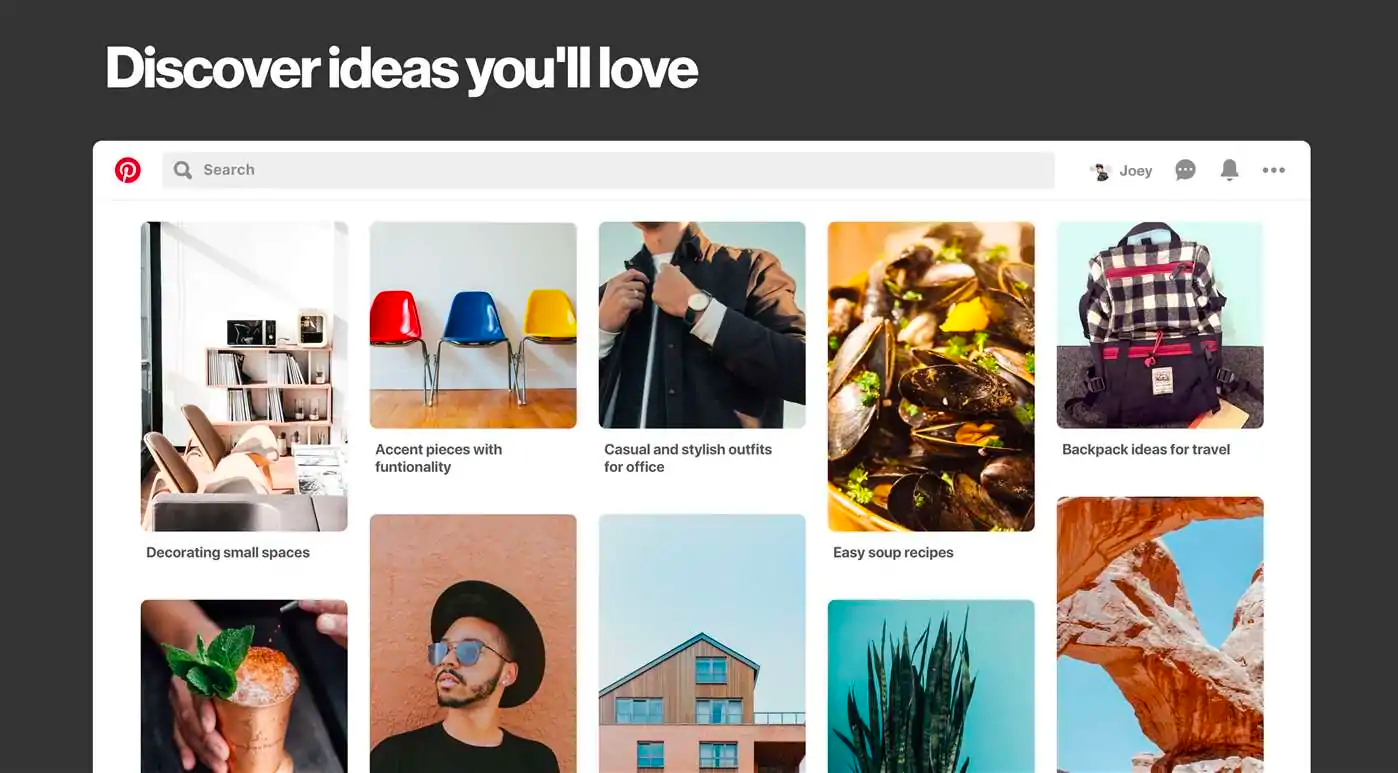 Discover ideas you'll love
Search
Joey
Accent pieces with
funtionality
Casual and stylish outfits
for office
Backpack ideas for travel
Decorating small spaces
Easy soup recipes